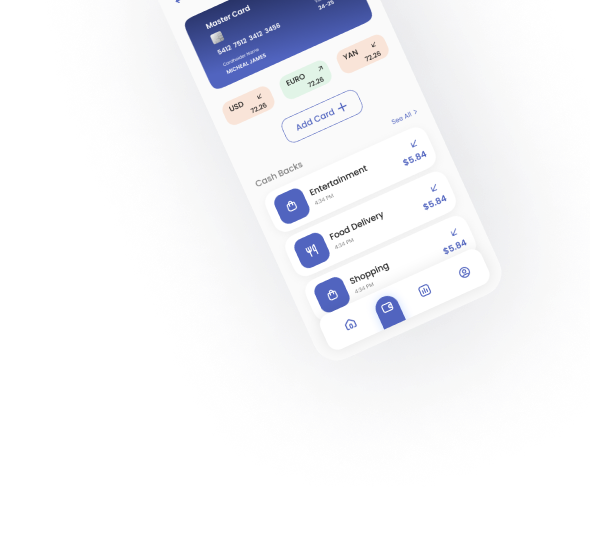 Master Card
5412 7512 3412 3456
24-25
Cardholder Name
MICHEAL JAMES
USD
72.26
EURO
72.26
YAN
72.26
Add Card +
See All >
Cash Backs
Entertainment
4:34 PM
$5.84
Food Delivery
4:34 PM
$5.84
Shopping
4:34 PM
$5.84